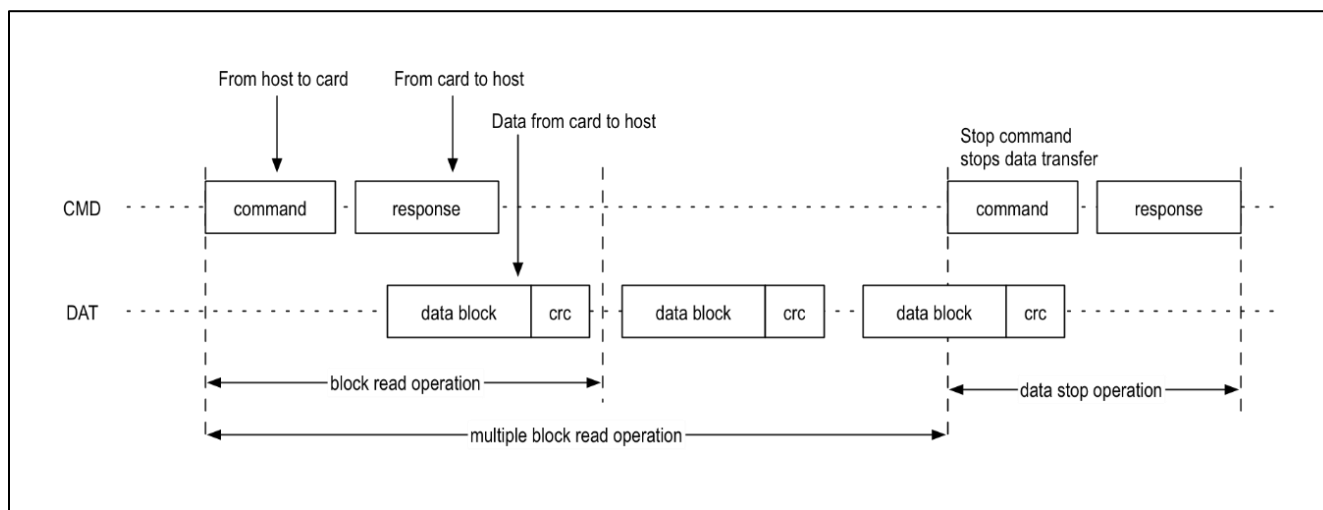 From host to card
From card to host
Data from card to host
Stop command
stops data transfer
CMD
command
response
command
response
DAT
data block
crc
data block
crc
data block
crc
block read operation
data stop operation
multiple block read operation